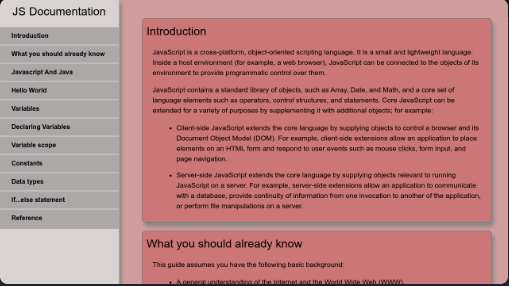 JS Documentation
Introduction
What you should already know
Javascript And Java
Hello World
Variables
Declaring Variables
Variable scope
Constants
Data types
If...else statement
Reference
Introduction
JavaScript is a cross-platform, object-oriented scripting language. It is a small and lightweight language.
Inside a host environment (for example, a web browser), JavaScript can be connected to the objects of its
environment to provide programmatic control over them.
JavaScript contains a standard library of objects, such as Array, Date, and Math, and a core set of
language elements such as operators, control structures, and statements. Core JavaScript can be
extended for a variety of purposes by supplementing it with additional objects; for example:
• Client-side JavaScript extends the core language by supplying objects to control a browser and its
Document Object Model (DOM). For example, client-side extensions allow an application to place
elements on an HTML form and respond to user events such as mouse clicks, form input, and
page navigation.
• Server-side JavaScript extends the core language by supplying objects relevant to running
JavaScript on a server. For example, server-side extensions allow an application to communicate
with a database, provide continuity of information from one invocation to another of the application,
or perform file manipulations on a server.
What you should already know
This guide assumes you have the following basic background:
• A general understanding of the Internet and the World Wide Web (WWW).